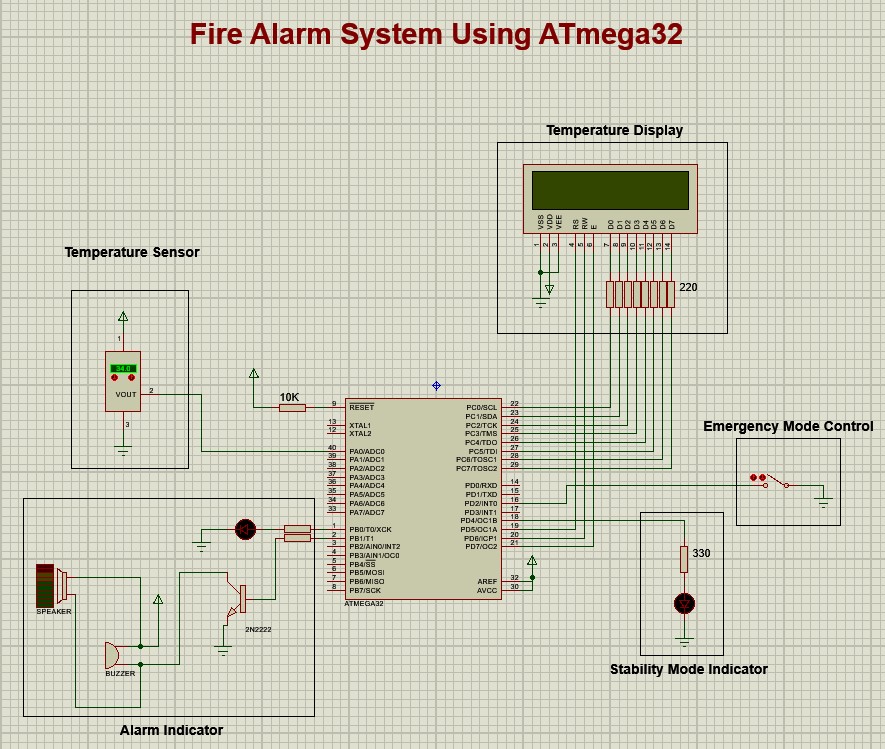 Fire Alarm System Using ATmega32
Temperature Display
VSS VDD VEE RS RW E D0 D1 D2 D3 D4 D5 D6 D7
1 2 3 4 5 6 7 8 9 10 11 12 13 14
220
Temperature Sensor
1
34.0
VOUT 2
3
10K
9 RESET PC0/SCL 22
PC1/SDA 23
13 XTAL1 PC2/TCK 24
12 XTAL2 PC3/TMS 25
PC4/TDO 26
40 PA0/ADC0 PC5/TDI 27
39 PA1/ADC1 PC6/TOSC1 28
38 PA2/ADC2 PC7/TOSC2 29
37 PA3/ADC3
36 PA4/ADC4 PD0/RXD 14
35 PA5/ADC5 PD1/TXD 15
34 PA6/ADC6 PD2/INT0 16
33 PA7/ADC7 PD3/INT1 17
PD4/OC1B 18
1 PB0/T0/XCK PD5/OC1A 19
2 PB1/T1 PD6/ICP1 20
3 PB2/AIN0/INT2 PD7/OC2 21
4 PB3/AIN1/OC0
5 PB4/SS
6 PB5/MOSI
7 PB6/MISO AREF 32
8 PB7/SCK AVCC 30
ATMEGA32
Emergency Mode Control
330
Stability Mode Indicator
SPEAKER
2N2222
BUZZER
Alarm Indicator